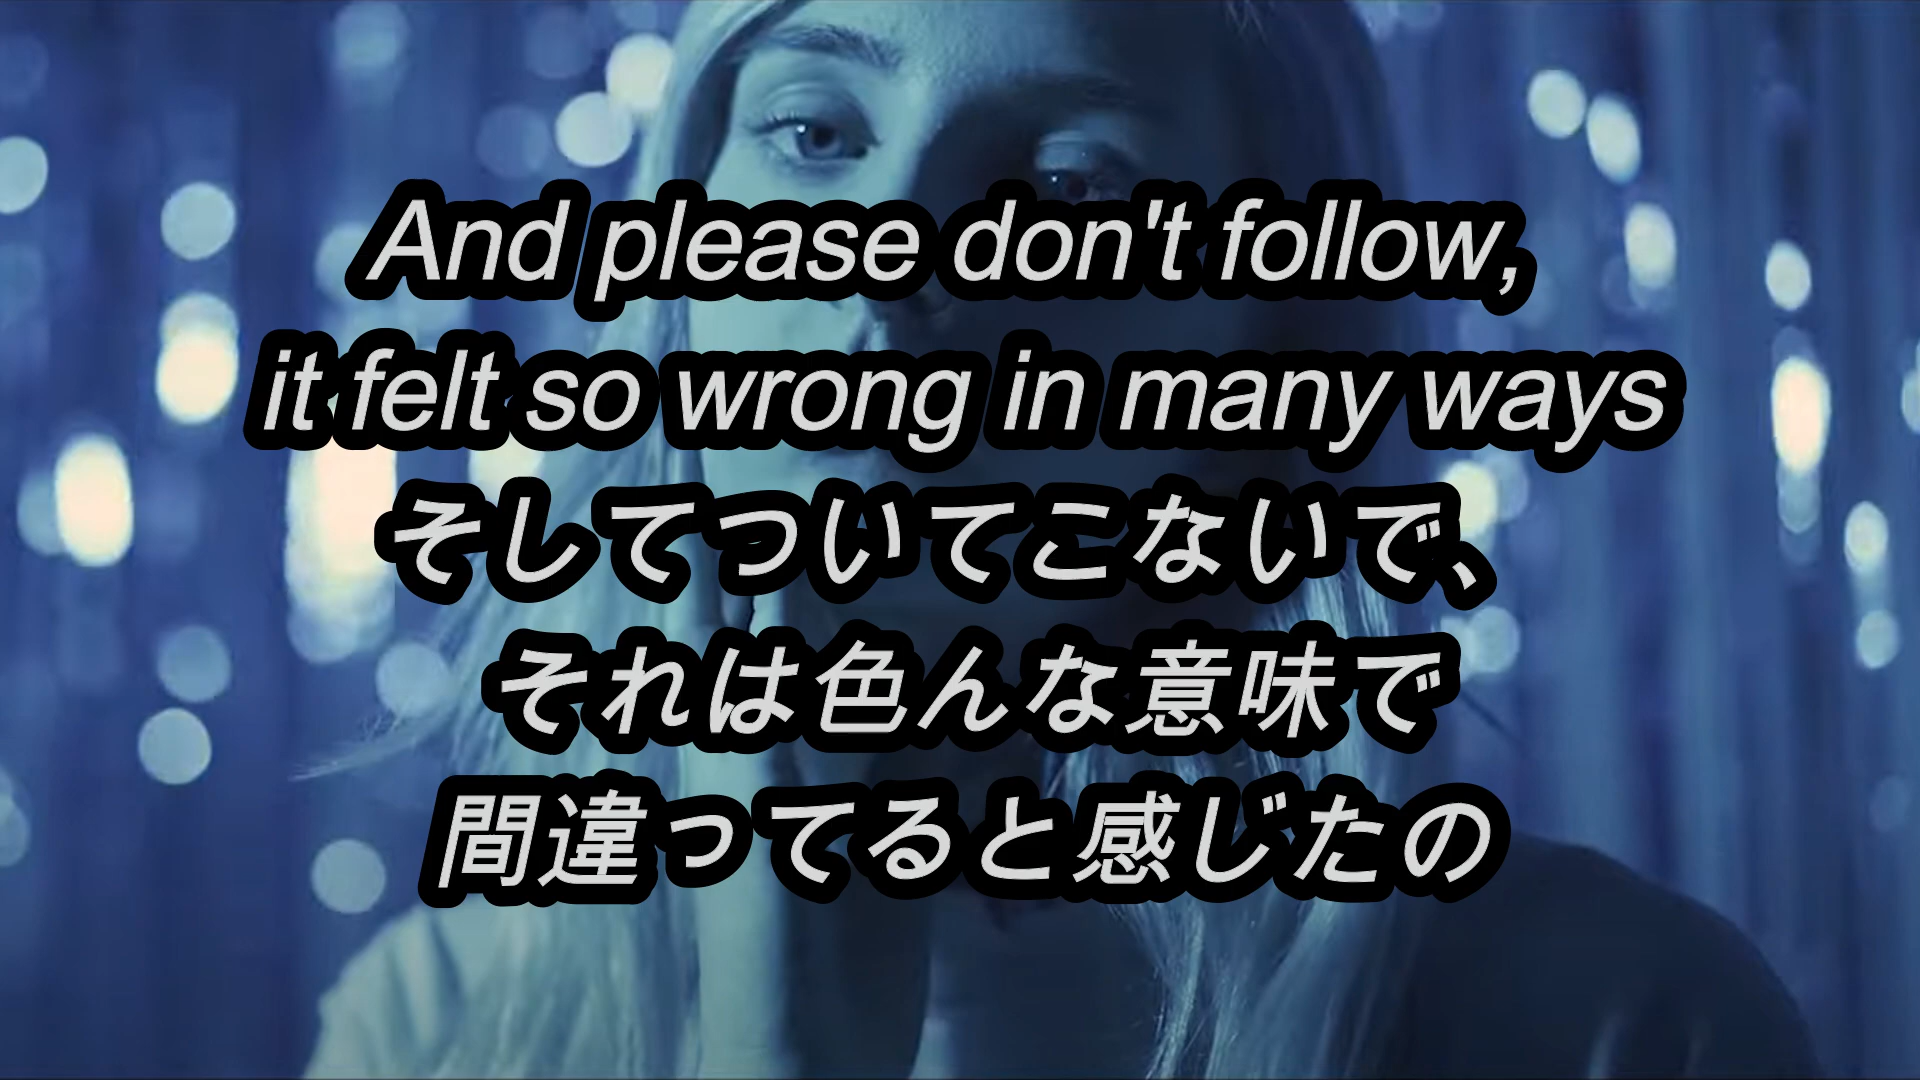 And please don't follow,
it felt so wrong in many ways
そしてついてこないで、
それは色んな意味で
間違ってると感じたの